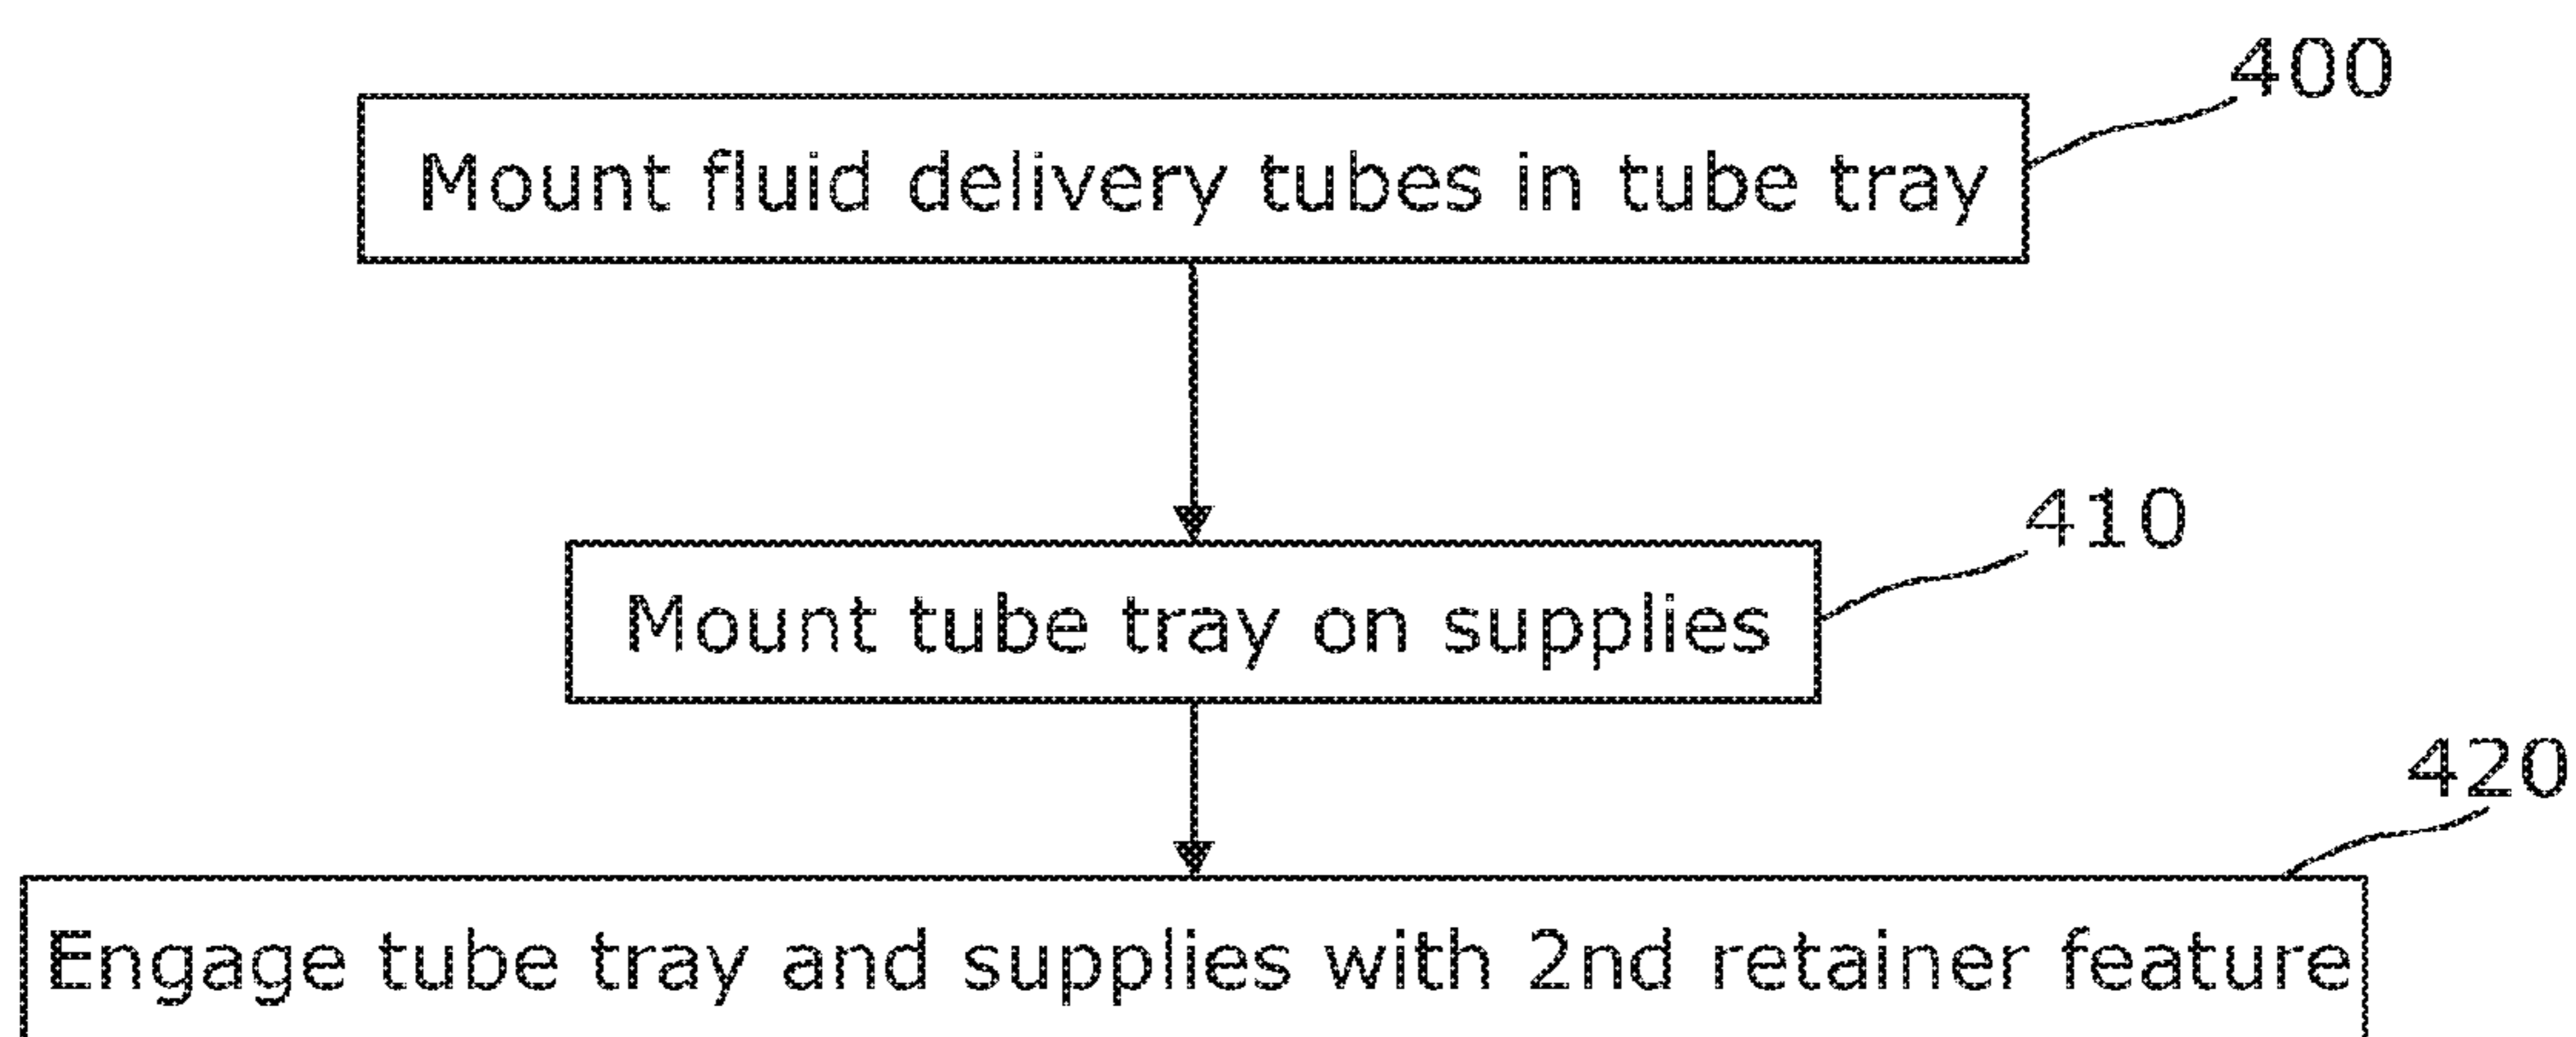 400
Mount fluid delivery tubes in tube tray
410
Mount tube tray on supplies
420
Engage tube tray and supplies with 2nd retainer feature